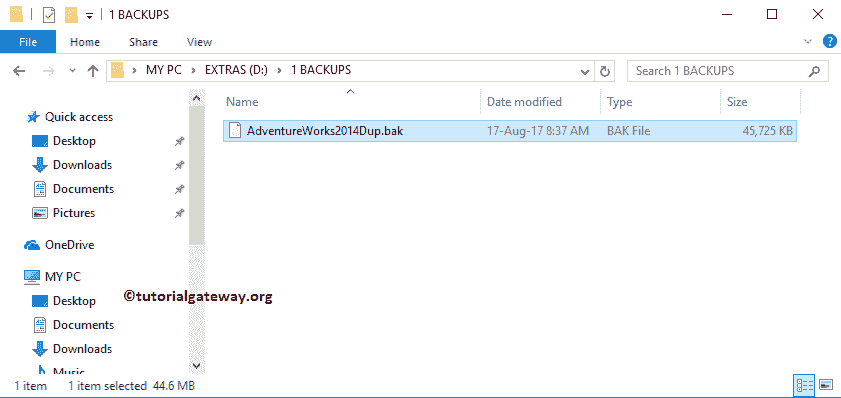 1 BACKUPS
File Home Share View
MY PC EXTRAS (D:) 1 BACKUPS Search 1 BACKUPS
Name Date modified Type Size
Quick access
AdventureWorks2014Dup.bak 17-Aug-17 8:37 AM BAK File 45,725 KB
Desktop
Downloads
Documents
Pictures
OneDrive
MY PC
Desktop
©tutorialgateway.org
Documents
Downloads
Music
1 item 1 item selected 44.6 MB